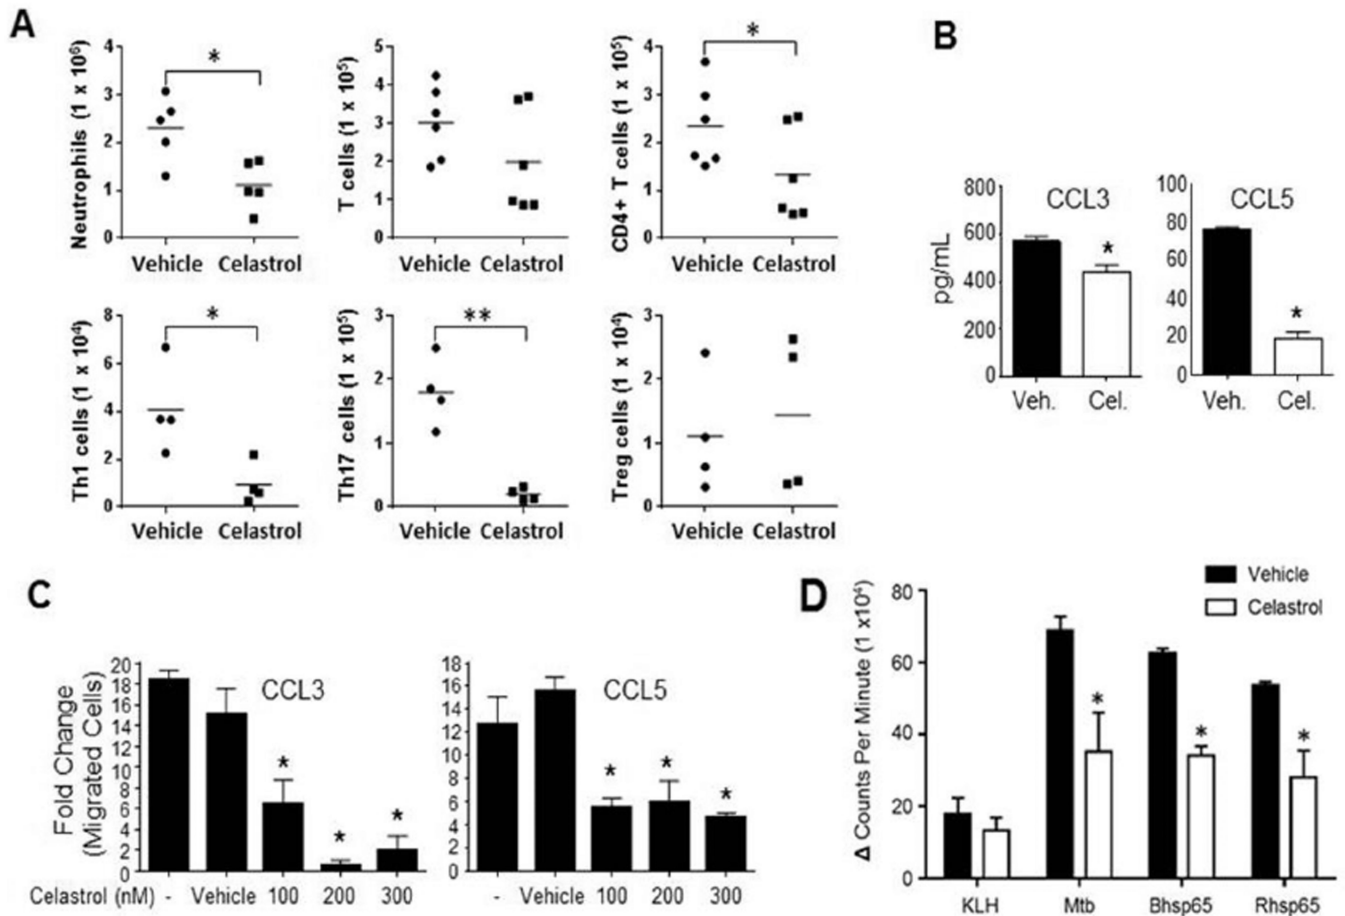 A
Neutrophils (1 x 10⁶)
4
3
2
1
0
*
Vehicle Celastrol
T cells (1 x 10⁵)
5
4
3
2
1
0
Vehicle Celastrol
CD4+ T cells (1 x 10⁵)
4
3
2
1
0
*
Vehicle Celastrol
Th1 cells (1 x 10⁴)
8
6
4
2
0
*
Vehicle Celastrol
Th17 cells (1 x 10⁵)
3
2
1
0
**
Vehicle Celastrol
Treg cells (1 x 10⁴)
3
2
1
0
Vehicle Celastrol
B
pg/mL
800
600
400
200
0
CCL3
*
Veh. Cel.
100
80
60
40
20
0
CCL5
*
Veh. Cel.
C
Fold Change
(Migrated Cells)
20
18
16
14
12
10
8
6
4
2
0
CCL3
*
*
*
Celastrol (nM) - Vehicle 100 200 300
18
16
14
12
10
8
6
4
2
0
CCL5
*
*
*
- Vehicle 100 200 300
D
Vehicle
Celastrol
Δ Counts Per Minute (1 x10⁴)
80
60
40
20
0
*
*
*
KLH Mtb Bhsp65 Rhsp65